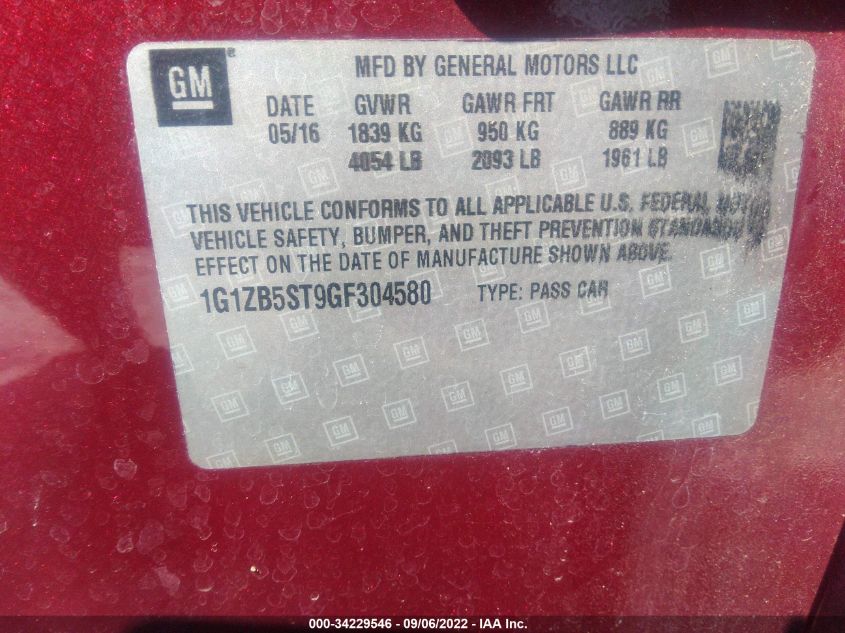 GM ® MFD BY GENERAL MOTORS LLC
DATE GVWR GAWR FRT GAWR RR
05/16 1839 KG 950 KG 889 KG
4054 LB 2093 LB 1961 LB
THIS VEHICLE CONFORMS TO ALL APPLICABLE U.S. FEDERAL MOTOR
VEHICLE SAFETY, BUMPER, AND THEFT PREVENTION STANDARDS
EFFECT ON THE DATE OF MANUFACTURE SHOWN ABOVE.
1G1ZB5ST9GF304580 TYPE: PASS CAR
000-34229546 - 09/06/2022 - IAA Inc.